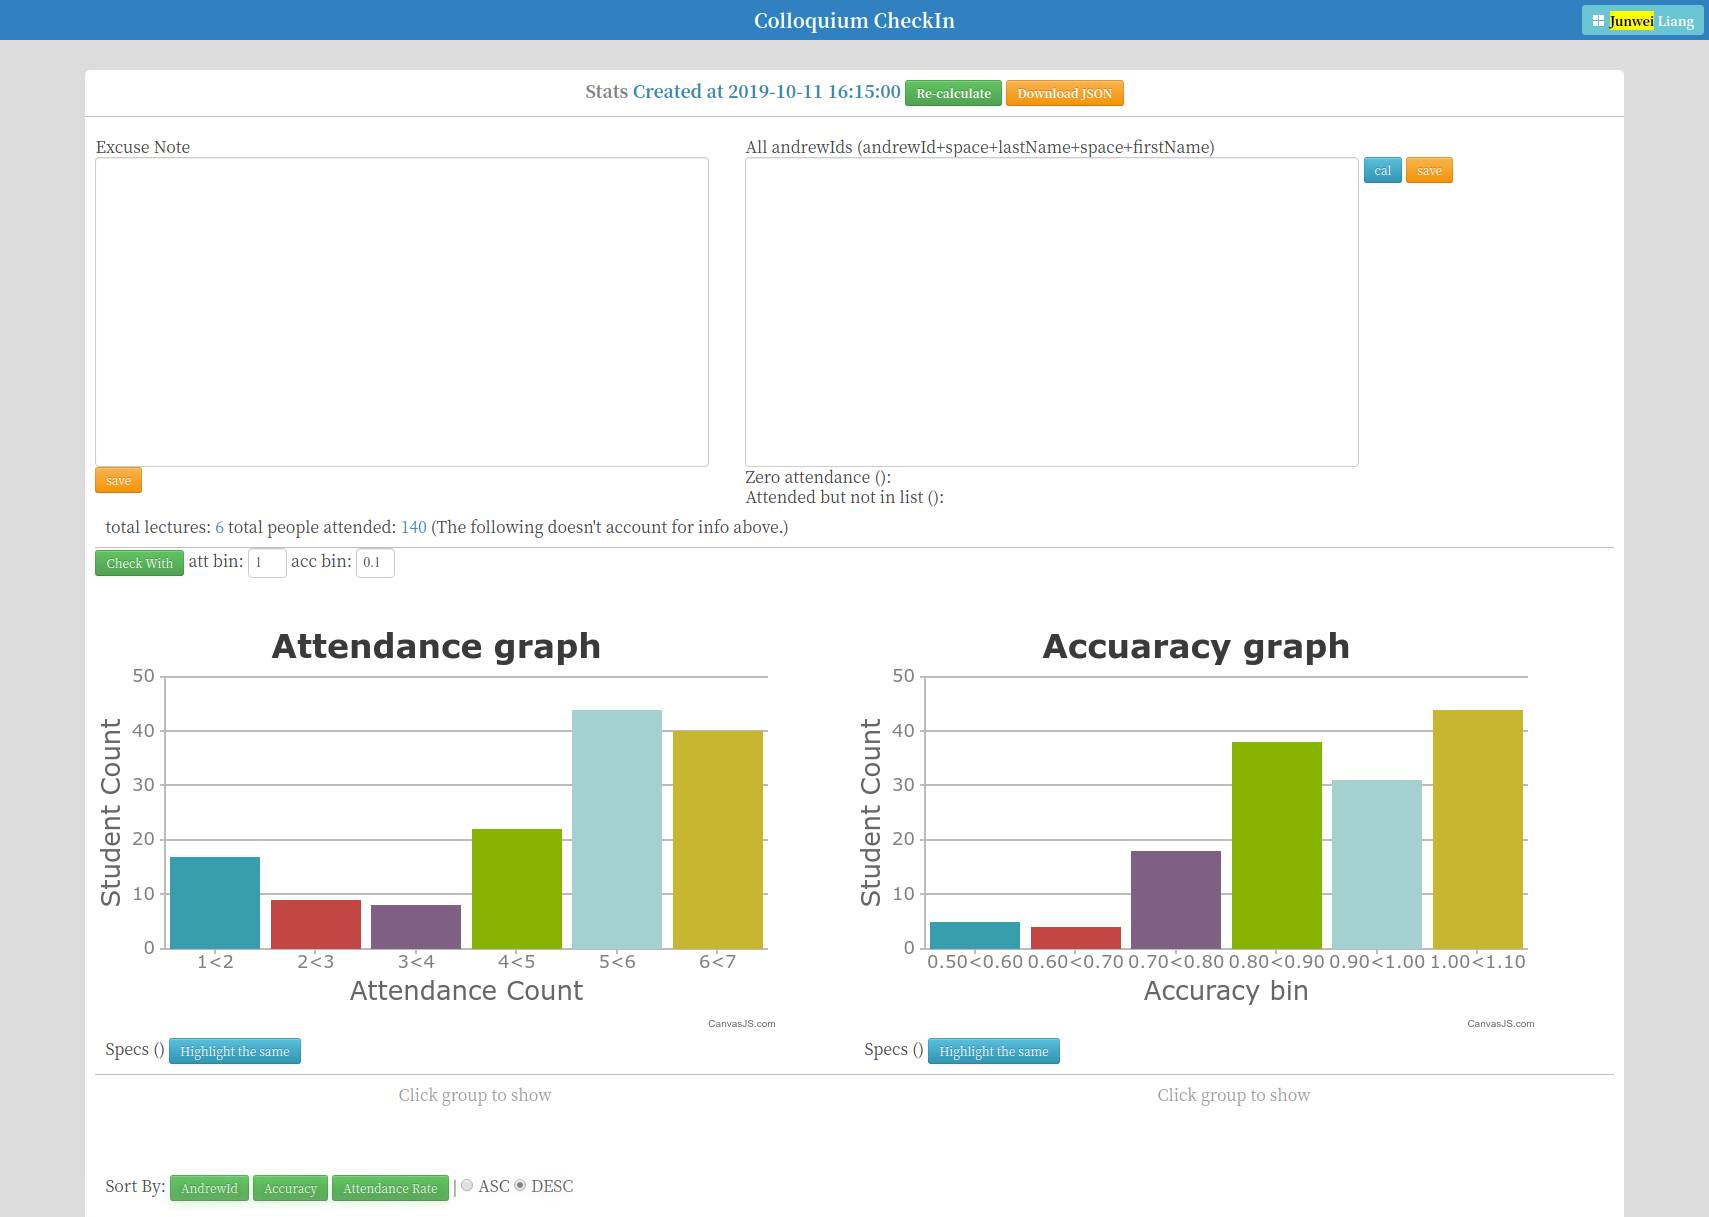 Colloquium CheckIn
Junwei Liang
Stats Created at 2019-10-11 16:15:00 Re-calculate Download JSON
Excuse Note
All andrewIds (andrewId+space+lastName+space+firstName)
cal save
save
Zero attendance ():
Attended but not in list ():
total lectures: 6 total people attended: 140 (The following doesn't account for info above.)
Check With att bin: 1 acc bin: 0.1
Attendance graph
50
40
30
20
10
0
Student Count
1<2 2<3 3<4 4<5 5<6 6<7
Attendance Count
CanvasJS.com
Accuaracy graph
50
40
30
20
10
0
Student Count
0.50<0.60 0.60<0.70 0.70<0.80 0.80<0.90 0.90<1.00 1.00<1.10
Accuracy bin
CanvasJS.com
Specs () Highlight the same
Specs () Highlight the same
Click group to show
Click group to show
Sort By: AndrewId Accuracy Attendance Rate | ASC DESC